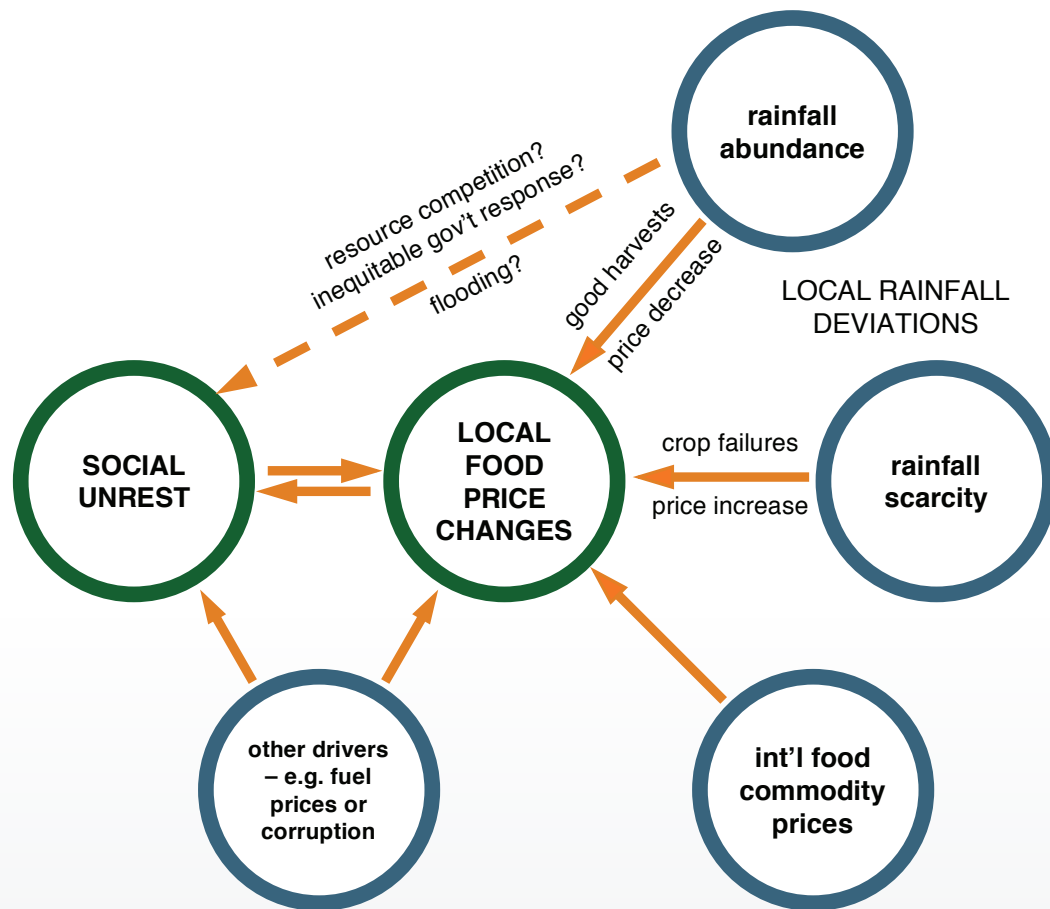 rainfall
abundance
resource competition?
inequitable gov’t response?
flooding?
good harvests
price decrease
LOCAL RAINFALL
DEVIATIONS
SOCIAL
UNREST
LOCAL
FOOD
PRICE
CHANGES
crop failures
price increase
rainfall
scarcity
other drivers
– e.g. fuel
prices or
corruption
int’l food
commodity
prices